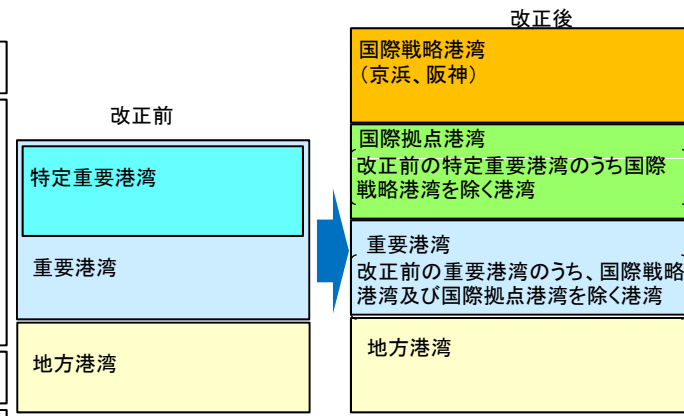 改正前
特定重要港湾
重要港湾
地方港湾
改正後
国際戦略港湾
（京浜、阪神）
国際拠点港湾
改正前の特定重要港湾のうち国際
戦略港湾を除く港湾
重要港湾
改正前の重要港湾のうち、国際戦略
港湾及び国際拠点港湾を除く港湾
地方港湾